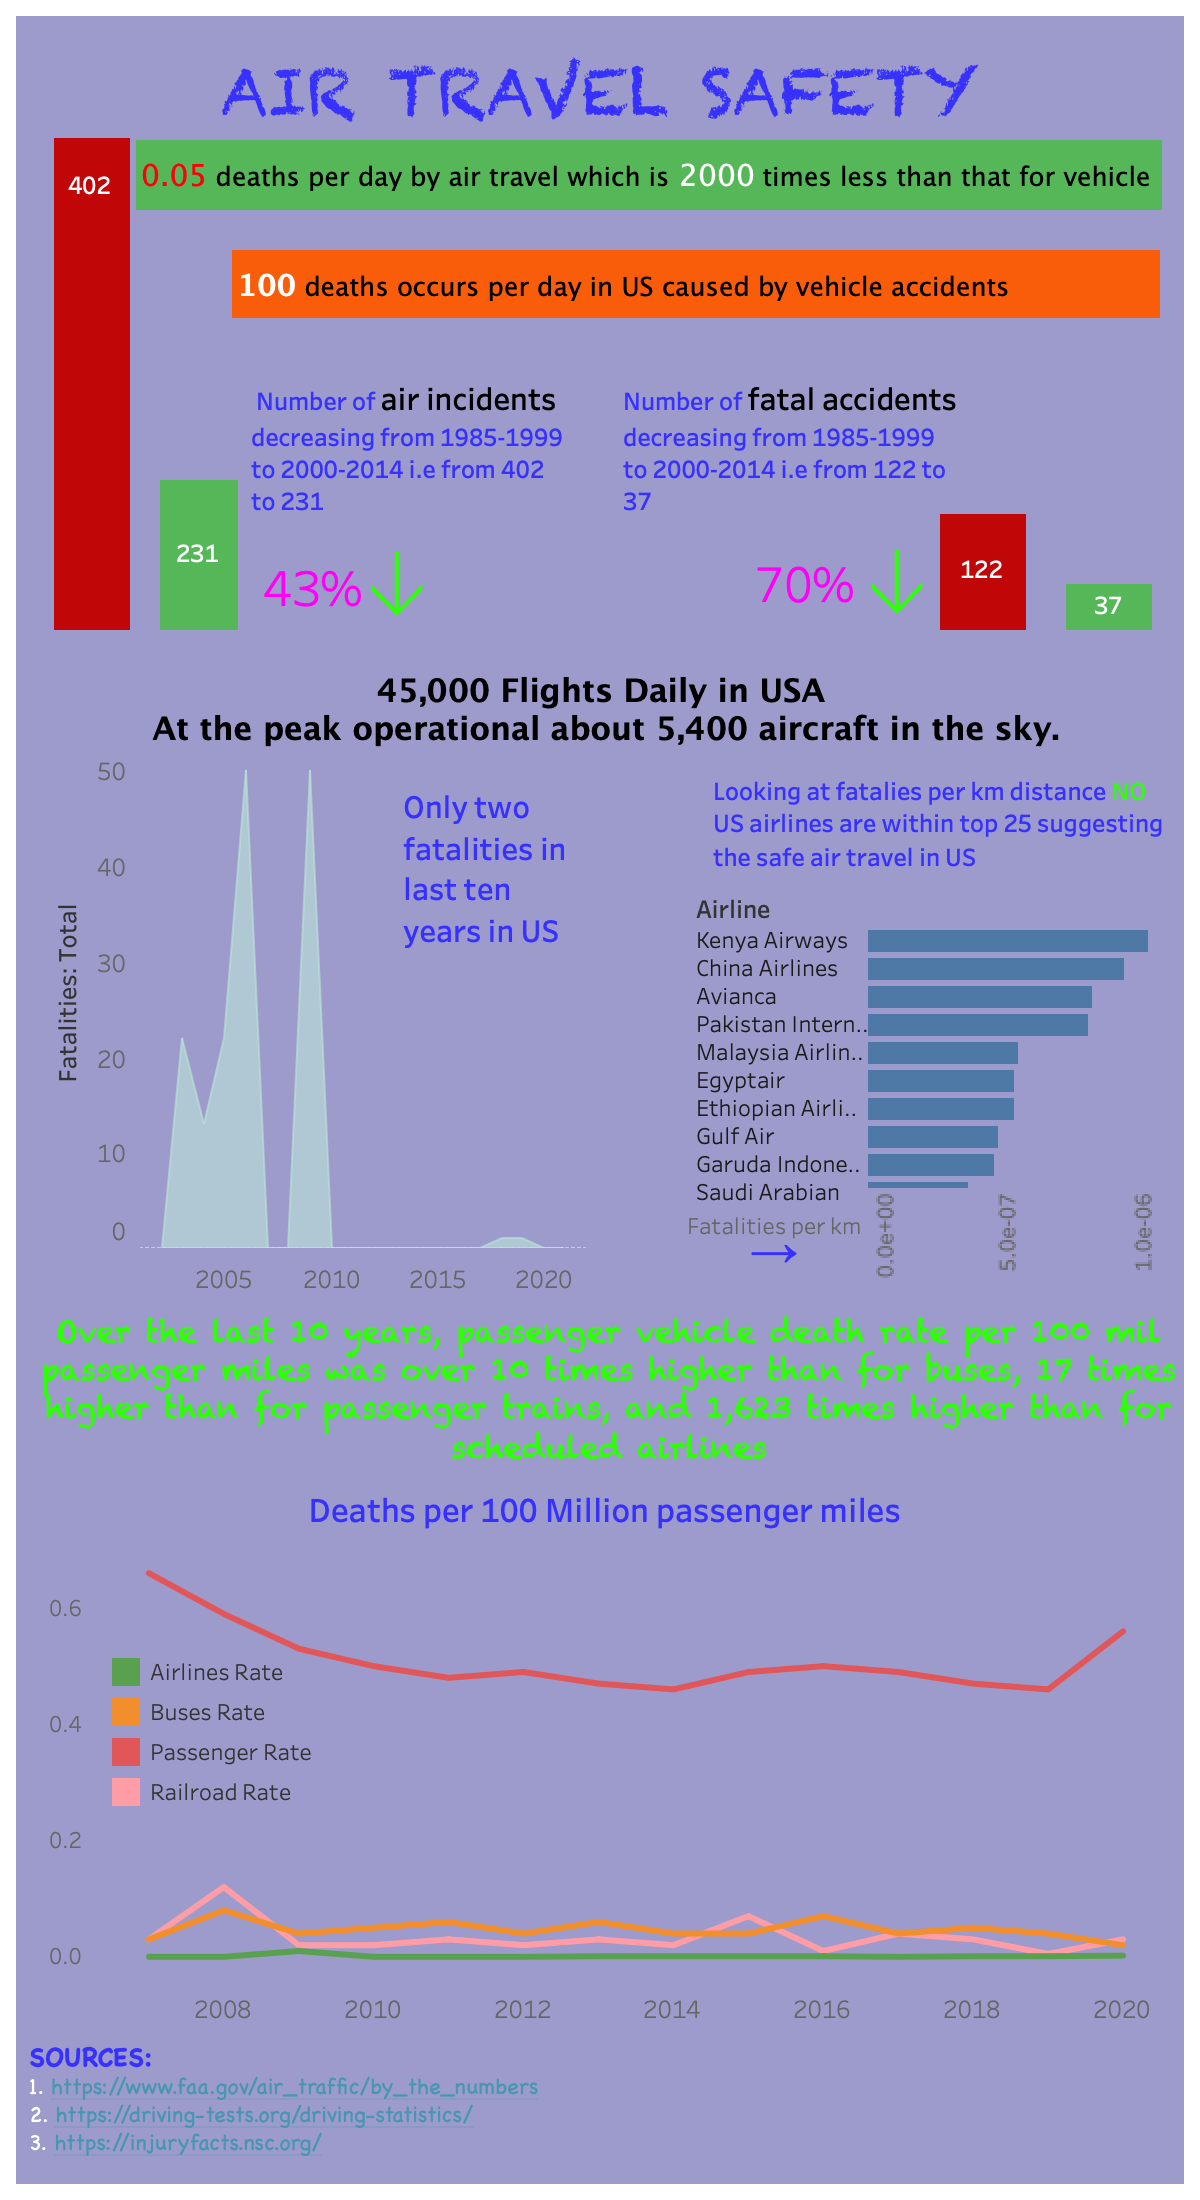 AIR TRAVEL SAFETY
402
0.05 deaths per day by air travel which is 2000 times less than that for vehicle
100 deaths occurs per day in US caused by vehicle accidents
Number of air incidents
decreasing from 1985-1999
to 2000-2014 i.e from 402
to 231
Number of fatal accidents
decreasing from 1985-1999
to 2000-2014 i.e from 122 to
37
231
43%
70%
122
37
45,000 Flights Daily in USA
At the peak operational about 5,400 aircraft in the sky.
Fatalities: Total
50
40
30
20
10
0
2005 2010 2015 2020
Only two
fatalities in
last ten
years in US
Looking at fatalies per km distance NO
US airlines are within top 25 suggesting
the safe air travel in US
Airline
Kenya Airways
China Airlines
Avianca
Pakistan Intern..
Malaysia Airlin..
Egyptair
Ethiopian Airli..
Gulf Air
Garuda Indone..
Saudi Arabian
Fatalities per km
0.0e+00
5.0e-07
1.0e-06
Over the last 10 years, passenger vehicle death rate per 100 mil
passenger miles was over 10 times higher than for buses, 17 times
higher than for passenger trains, and 1,623 times higher than for
scheduled airlines
Deaths per 100 Million passenger miles
0.6
0.4
0.2
0.0
Airlines Rate
Buses Rate
Passenger Rate
Railroad Rate
2008 2010 2012 2014 2016 2018 2020
SOURCES:
1. https://www.faa.gov/air_traffic/by_the_numbers
2. https://driving-tests.org/driving-statistics/
3. https://injuryfacts.nsc.org/